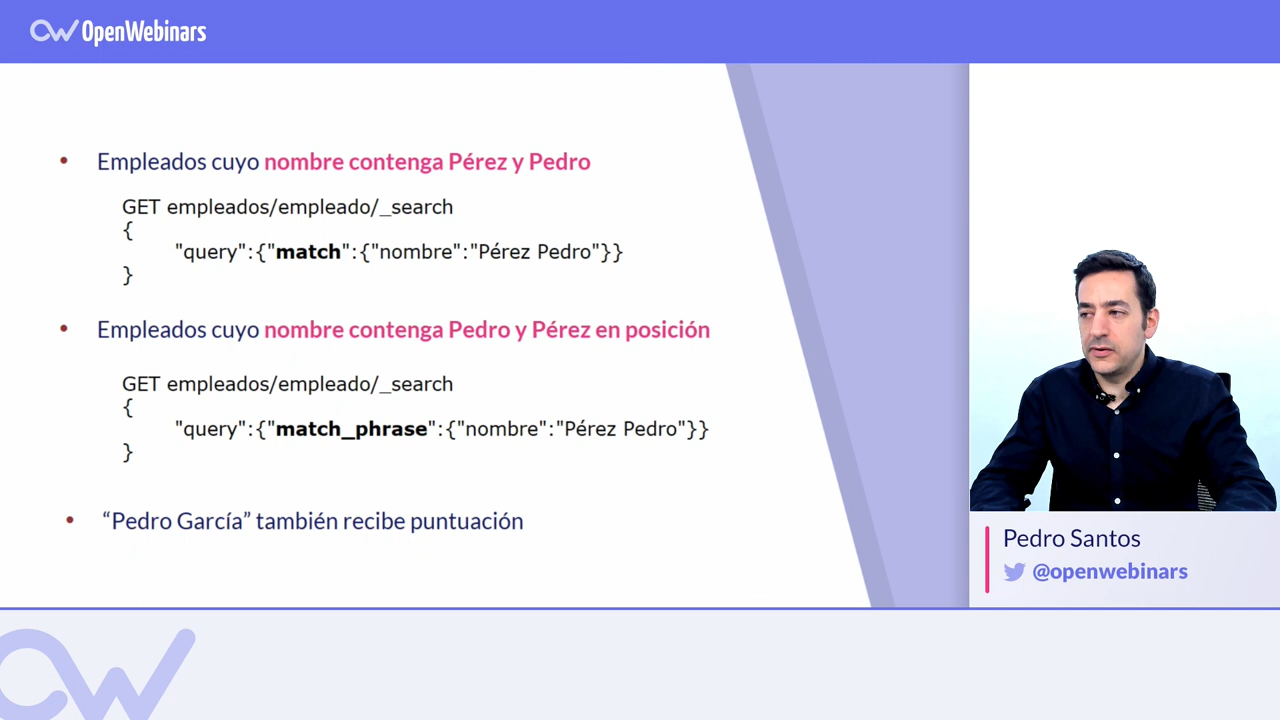 OpenWebinars
• Empleados cuyo nombre contenga Pérez y Pedro
GET empleados/empleado/_search
{
"query":{"match":{"nombre":"Pérez Pedro"}}
}
• Empleados cuyo nombre contenga Pedro y Pérez en posición
GET empleados/empleado/_search
{
"query":{"match_phrase":{"nombre":"Pérez Pedro"}}
}
• “Pedro García” también recibe puntuación
Pedro Santos
@openwebinars